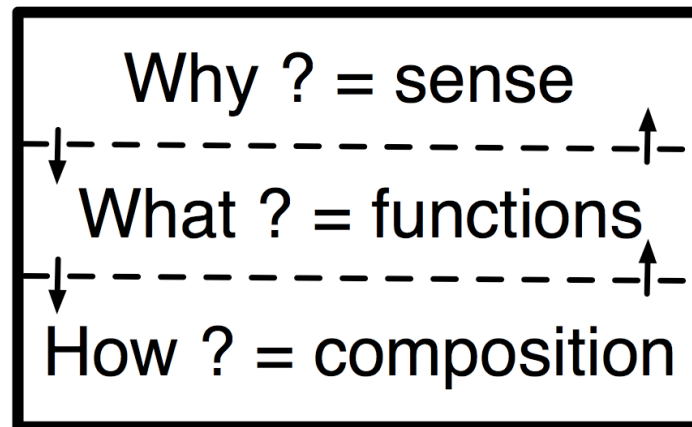 Why ? = sense
What ? = functions
How ? = composition